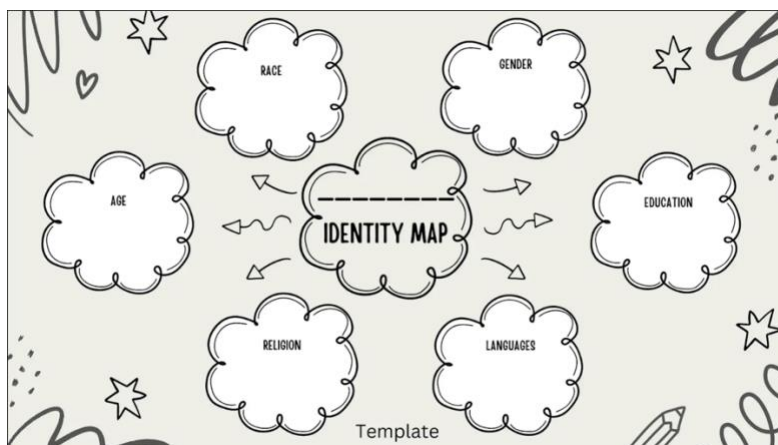 RACE
GENDER
AGE
IDENTITY MAP
EDUCATION
RELIGION
LANGUAGES
Template